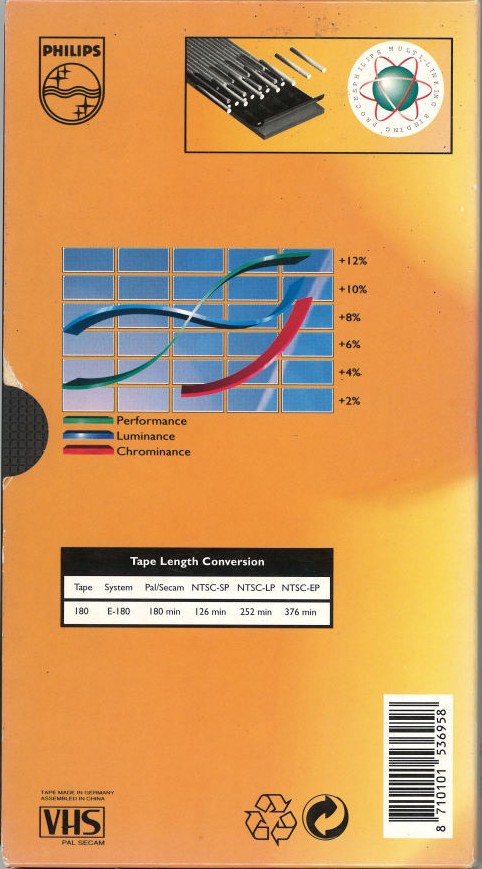 PHILIPS
PHILIPS MULTI-LINKING BINDING PROCES
+12%
+10%
+8%
+6%
+4%
+2%
Performance
Luminance
Chrominance
Tape Length Conversion
Tape System Pal/Secam NTSC-SP NTSC-LP NTSC-EP
180 E-180 180 min 126 min 252 min 376 min
8 710101 536958
TAPE MADE IN GERMANY
ASSEMBLED IN CHINA
VHS
PAL SECAM